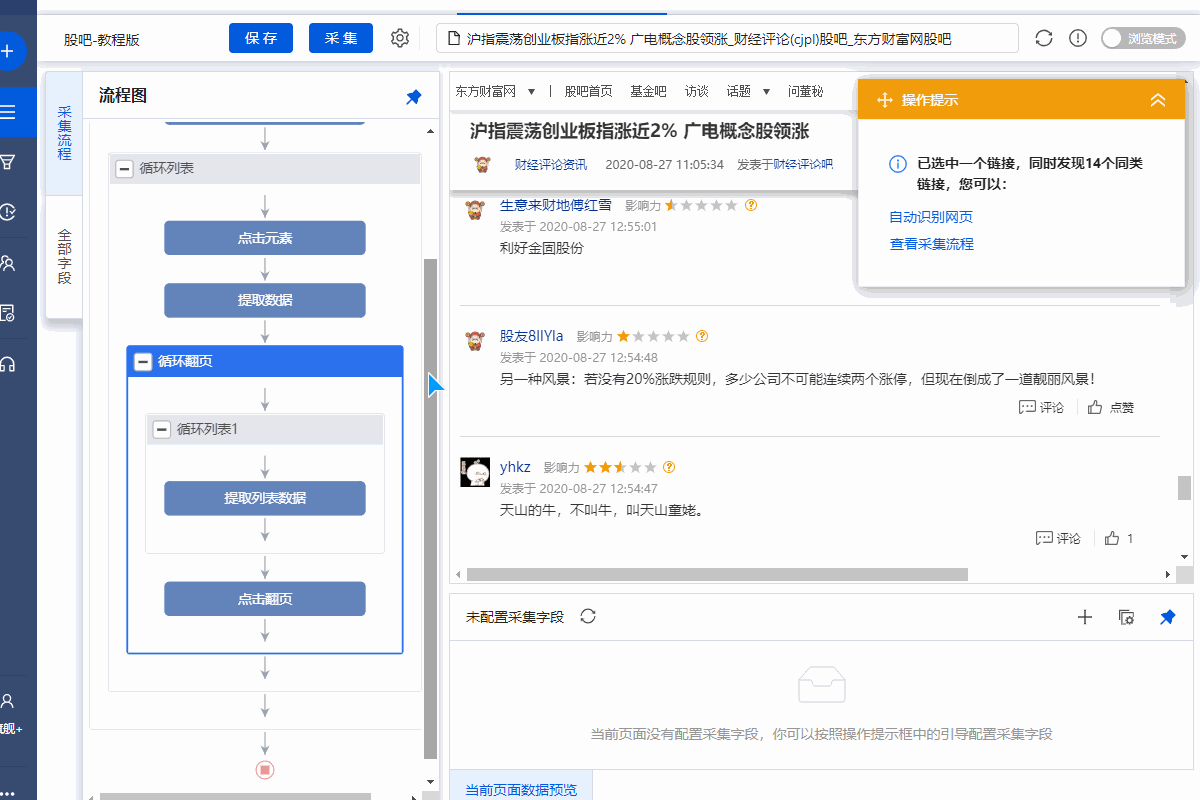 股吧-教程版
保存
采集
沪指震荡创业板指涨近2% 广电概念股领涨_财经评论(cjpl)股吧_东方财富网股吧
浏览模式
采集流程
全部字段
流程图
循环列表
点击元素
提取数据
循环翻页
循环列表1
提取列表数据
点击翻页
东方财富网 ▼ | 股吧首页 基金吧 访谈 话题 ▼ 问董秘
沪指震荡创业板指涨近2% 广电概念股领涨
财经评论资讯 2020-08-27 11:05:34 发表于财经评论吧
生意来财地傅红雪 影响力
发表于 2020-08-27 12:55:01
利好金固股份
股友8IIYla 影响力
发表于 2020-08-27 12:54:48
另一种风景：若没有20%涨跌规则，多少公司不可能连续两个涨停，但现在倒成了一道靓丽风景！
评论 点赞
yhkz 影响力
发表于 2020-08-27 12:54:47
天山的牛，不叫牛，叫天山童姥。
评论 1
操作提示
已选中一个链接，同时发现14个同类
链接，您可以：
自动识别网页
查看采集流程
未配置采集字段
当前页面没有配置采集字段，你可以按照操作提示框中的引导配置采集字段
当前页面数据预览